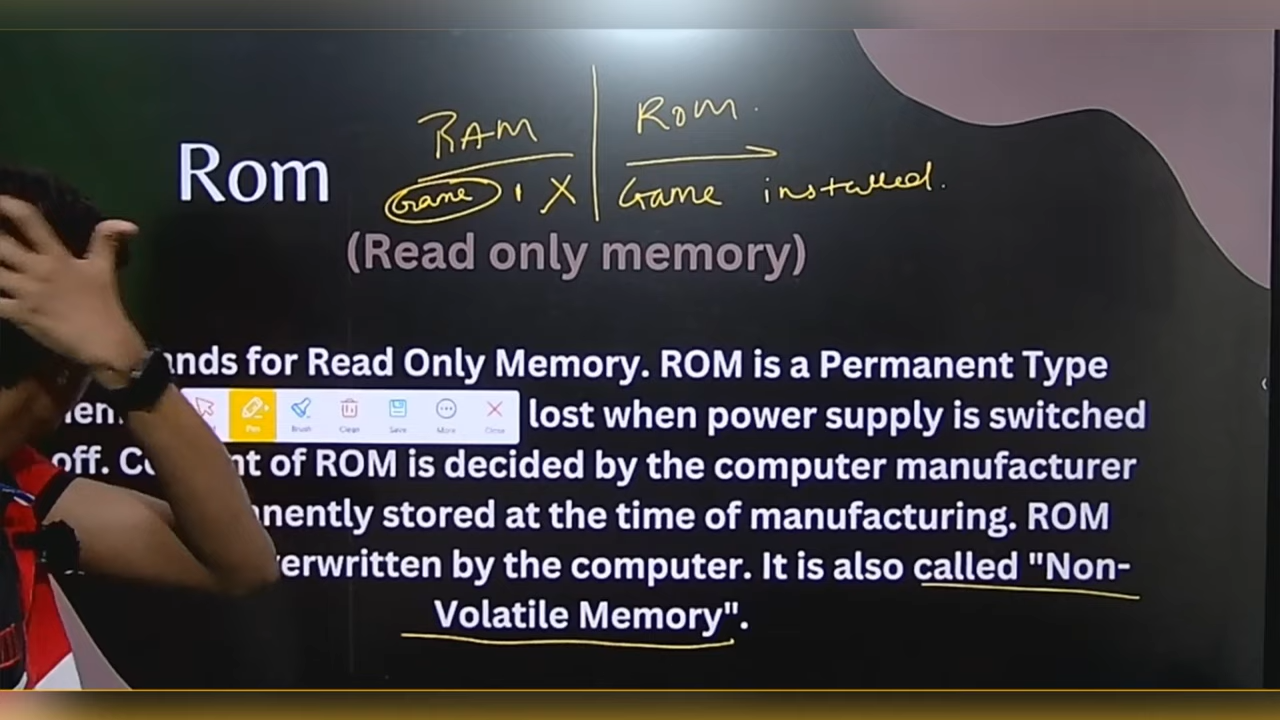 RAM | ROM.
Rom
Game 1 X | Game installed.
(Read only memory)
ands for Read Only Memory. ROM is a Permanent Type
lost when power supply is switched
off. nt of ROM is decided by the computer manufacturer
nently stored at the time of manufacturing. ROM
verwritten by the computer. It is also called "Non-
Volatile Memory".
Pen Brush Clean Save More Close